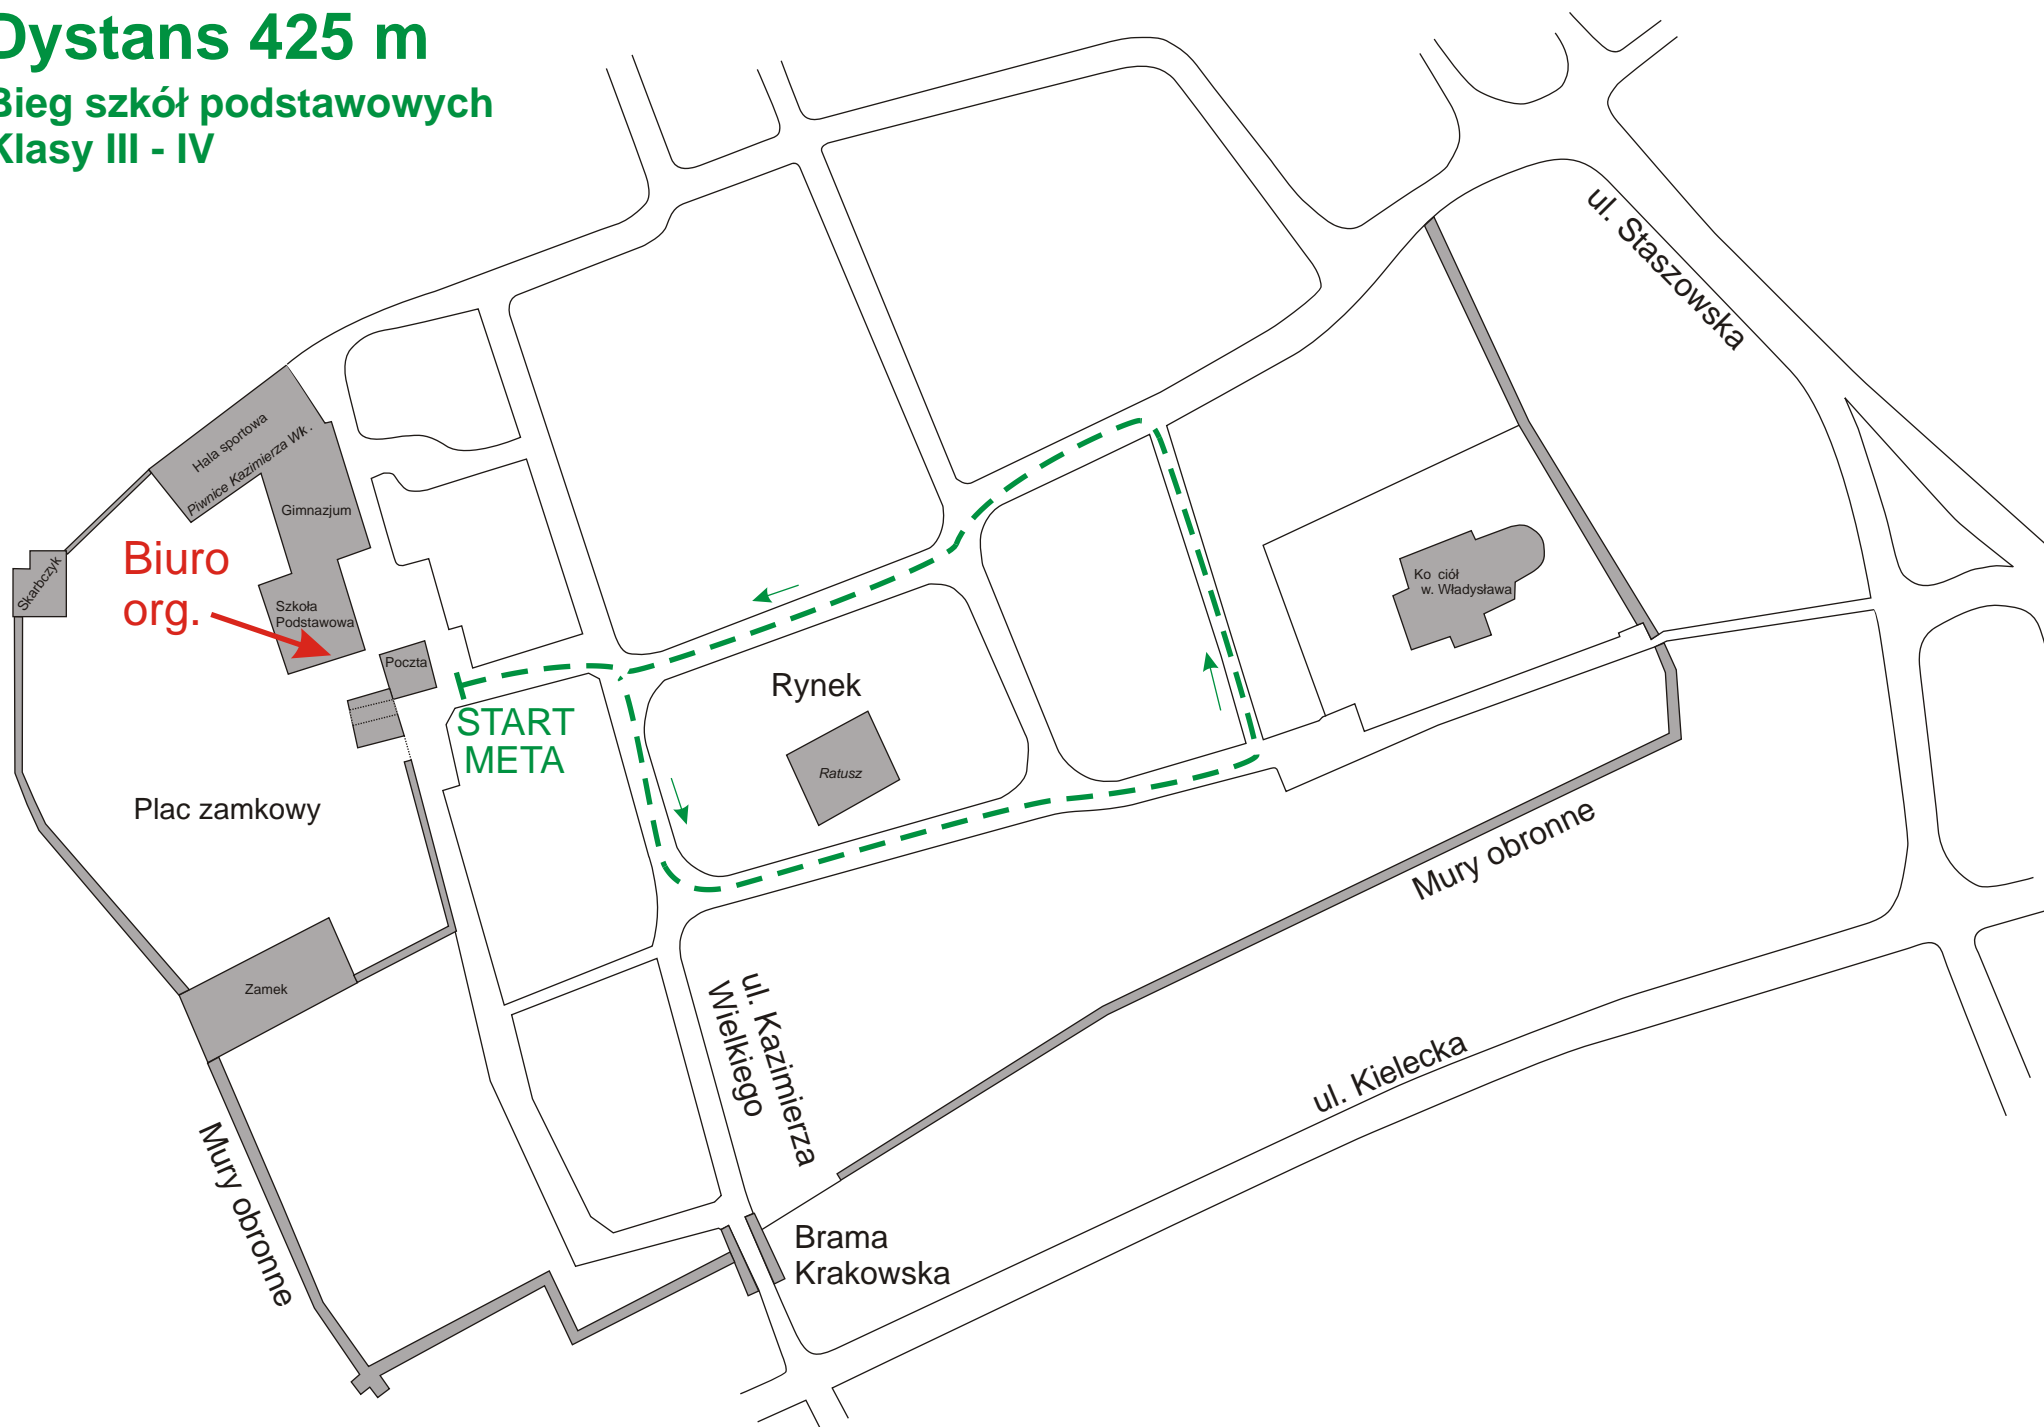 Dystans 425 m
Bieg szkół podstawowych
Klasy III - IV
ul. Staszowska
Hala sportowa
Piwnice Kazimierza Wk.
Gimnazjum
Skarbczyk
Biuro
org.
Szkoła
Podstawowa
Poczta
Ko ciół
w. Władysława
Rynek
START
META
Ratusz
Plac zamkowy
Mury obronne
Zamek
ul. Kazimierza
Wielkiego
ul. Kielecka
Mury obronne
Brama
Krakowska